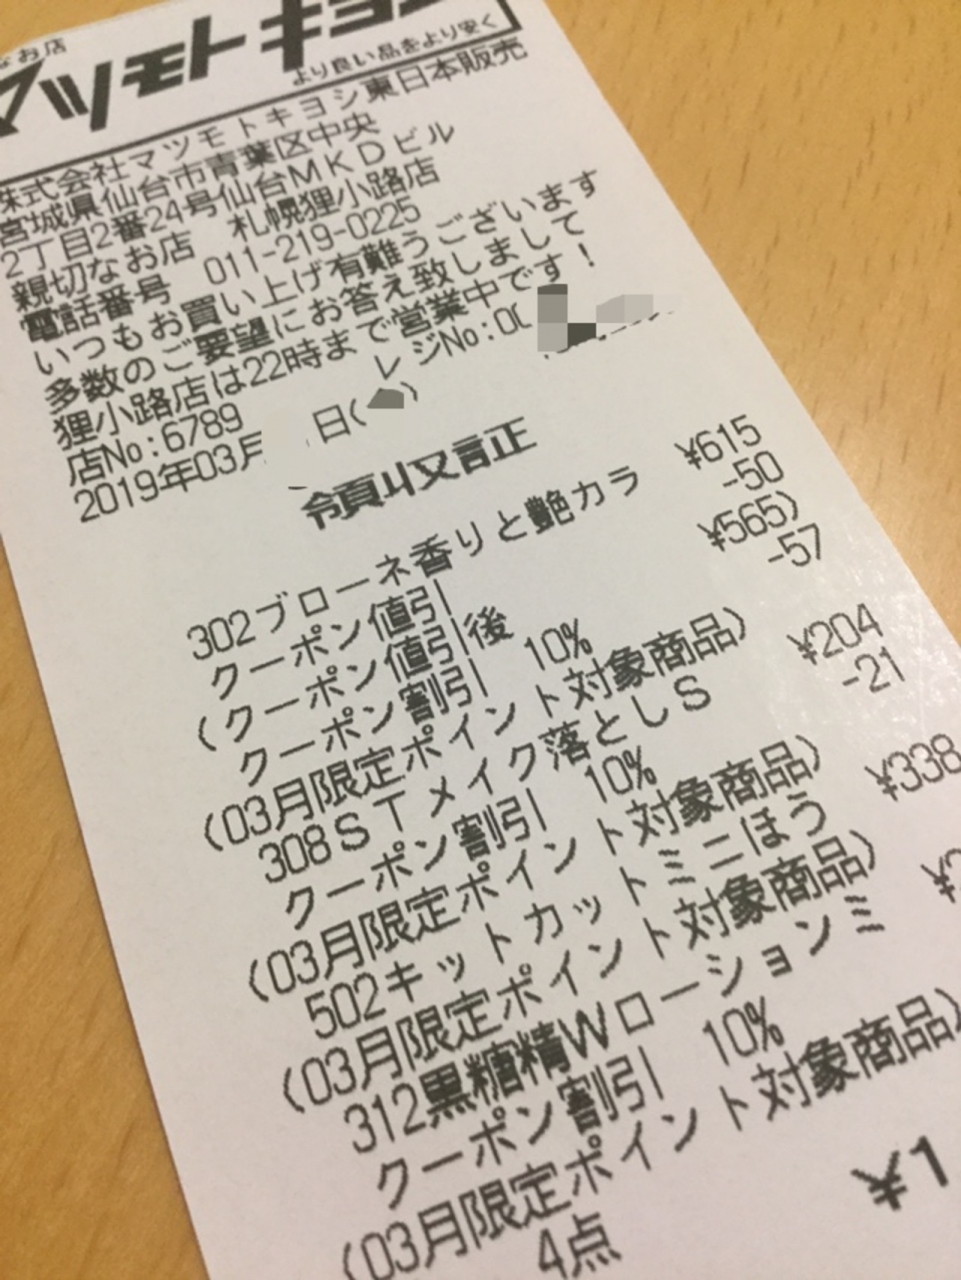 なお店
マツモトキヨシ
より良い品をより安く
株式会社マツモトキヨシ東日本販売
宮城県仙台市青葉区中央
2丁目2番24号仙台MKDビル
親切なお店 札幌狸小路店
電話番号 011-219-0225
いつもお買い上げ有難うございます
多数のご要望にお答え致しまして
狸小路店は22時まで営業中です!
店No:6789 レジNo:00
2019年03月 日( )
領収証
302ブローネ香りと艶カラ ¥615
クーポン値引 -50
(クーポン値引後 ¥565)
クーポン割引 10% -57
(03月限定ポイント対象商品)
308STメイク落としS ¥204
クーポン割引 10% -21
(03月限定ポイント対象商品)
502キットカットミニほう ¥338
(03月限定ポイント対象商品)
312黒糖精Wローションミ
クーポン割引 10%
(03月限定ポイント対象商品)
4点 ¥1